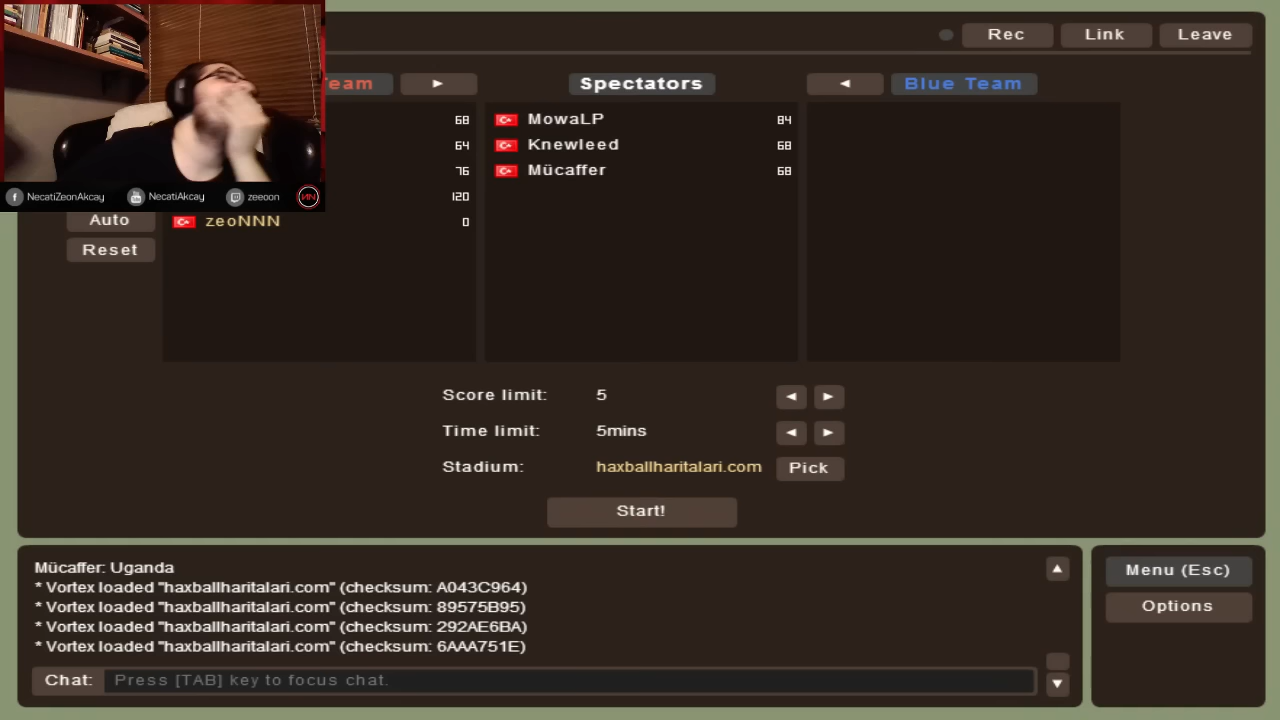 Rec Link Leave
eam ► Spectators ◄ Blue Team
68 MowaLP 84
64 Knewleed 68
76 Mücaffer 68
120
NecatiZeonAkcay NecatiAkcay zeeoon
Auto zeoNNN 0
Reset
Score limit: 5 ◄ ►
Time limit: 5mins ◄ ►
Stadium: haxballharitalari.com Pick
Start!
Mücaffer: Uganda
* Vortex loaded "haxballharitalari.com" (checksum: A043C964)
* Vortex loaded "haxballharitalari.com" (checksum: 89575B95)
* Vortex loaded "haxballharitalari.com" (checksum: 292AE6BA)
* Vortex loaded "haxballharitalari.com" (checksum: 6AAA751E)
Chat: Press [TAB] key to focus chat.
Menu (Esc)
Options